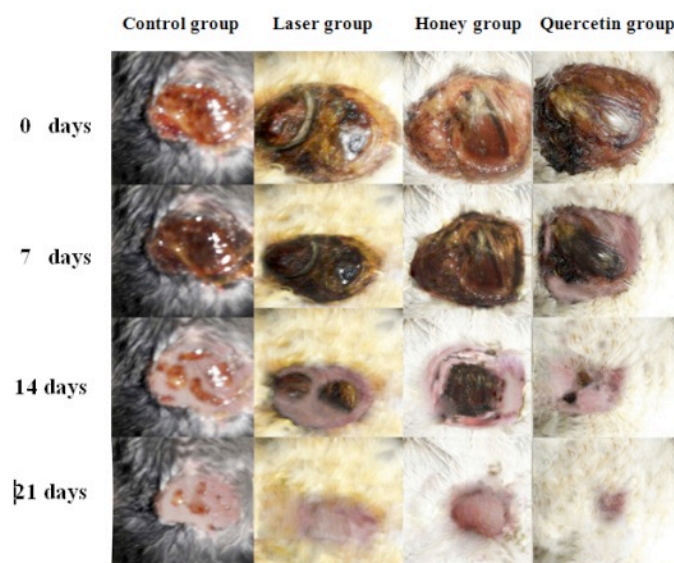 Control group Laser group Honey group Quercetin group
0 days
7 days
14 days
21 days